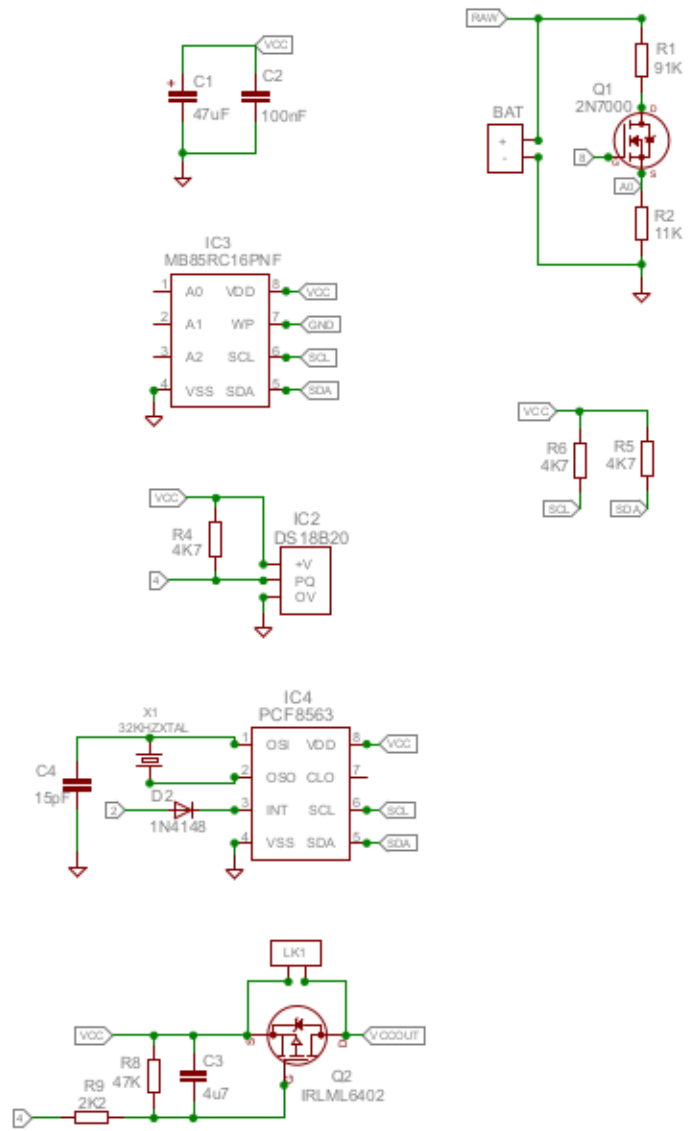 VCC
+
C1
47uF
C2
100nF
RAW
R1
91K
Q1
2N7000
D
BAT
+
-
8
G
S
A0
R2
11K
IC3
MB85RC16PNF
1 A0 VDD 8 VCC
2 A1 WP 7 GND
3 A2 SCL 6 SCL
4 VSS SDA 5 SDA
VCC
R6
4K7
R5
4K7
SCL
SDA
VCC
R4
4K7
IC2
DS18B20
+V
4
PQ
0V
IC4
PCF8563
X1
32KHZXTAL
1 OSI VDD 8 VCC
2 OSO CLO 7
3 INT SCL 6 SCL
4 VSS SDA 5 SDA
C4
15pF
2
D2
1N4148
LK1
VCC
S
D
VCCOUT
G
R8
47K
C3
4u7
Q2
IRLML6402
R9
2K2
4